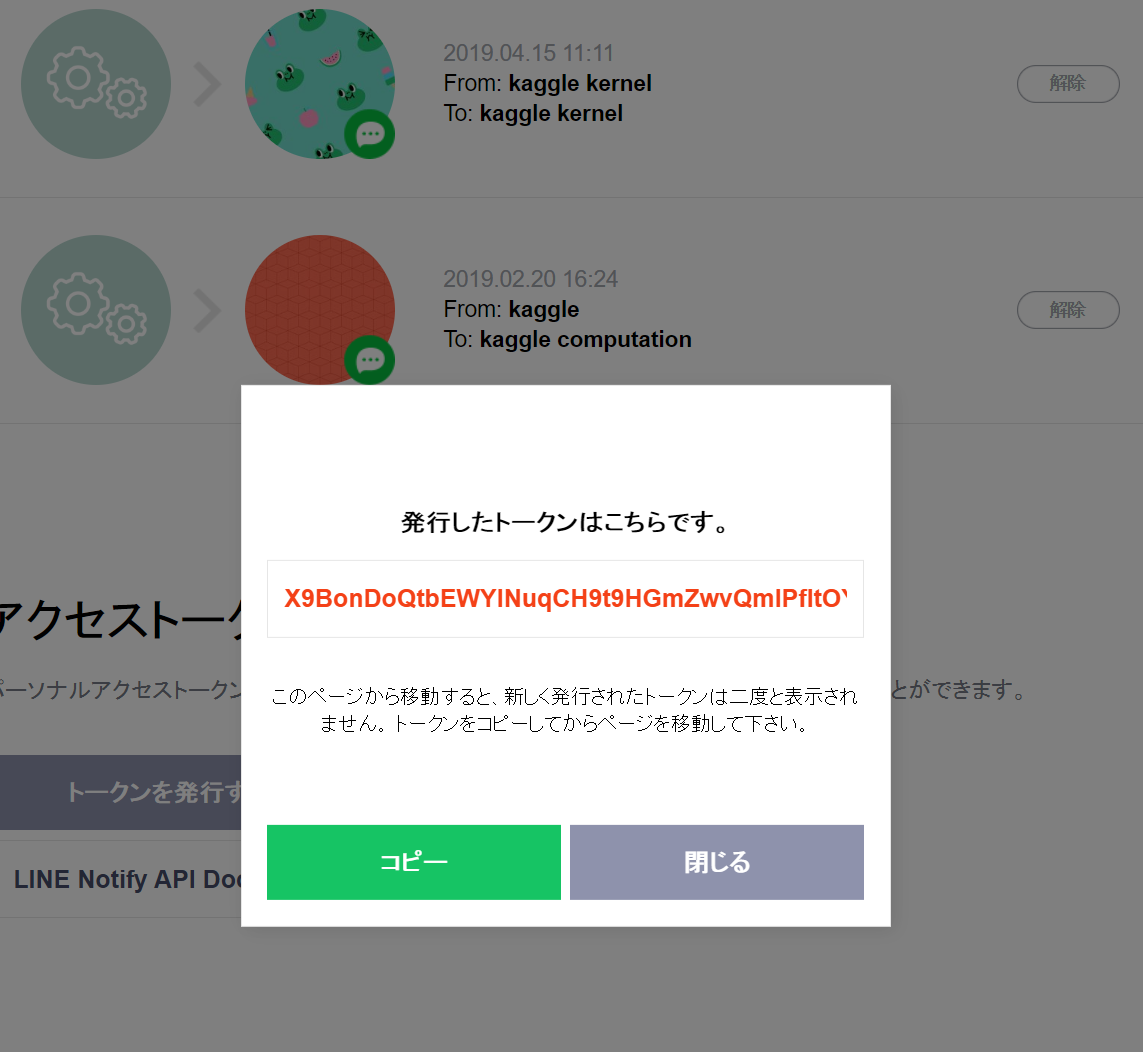 2019.04.15 11:11
From: kaggle kernel
To: kaggle kernel
解除
2019.02.20 16:24
From: kaggle
To: kaggle computation
解除
発行したトークンはこちらです。
X9BonDoQtbEWYlNuqCH9t9HGmZwvQmlPfltOY
アクセストーク
パーソナルアクセストークン
とができます。
このページから移動すると、新しく発行されたトークンは二度と表示され
ません。トークンをコピーしてからページを移動して下さい。
トークンを発行す
コピー
閉じる
LINE Notify API Doc